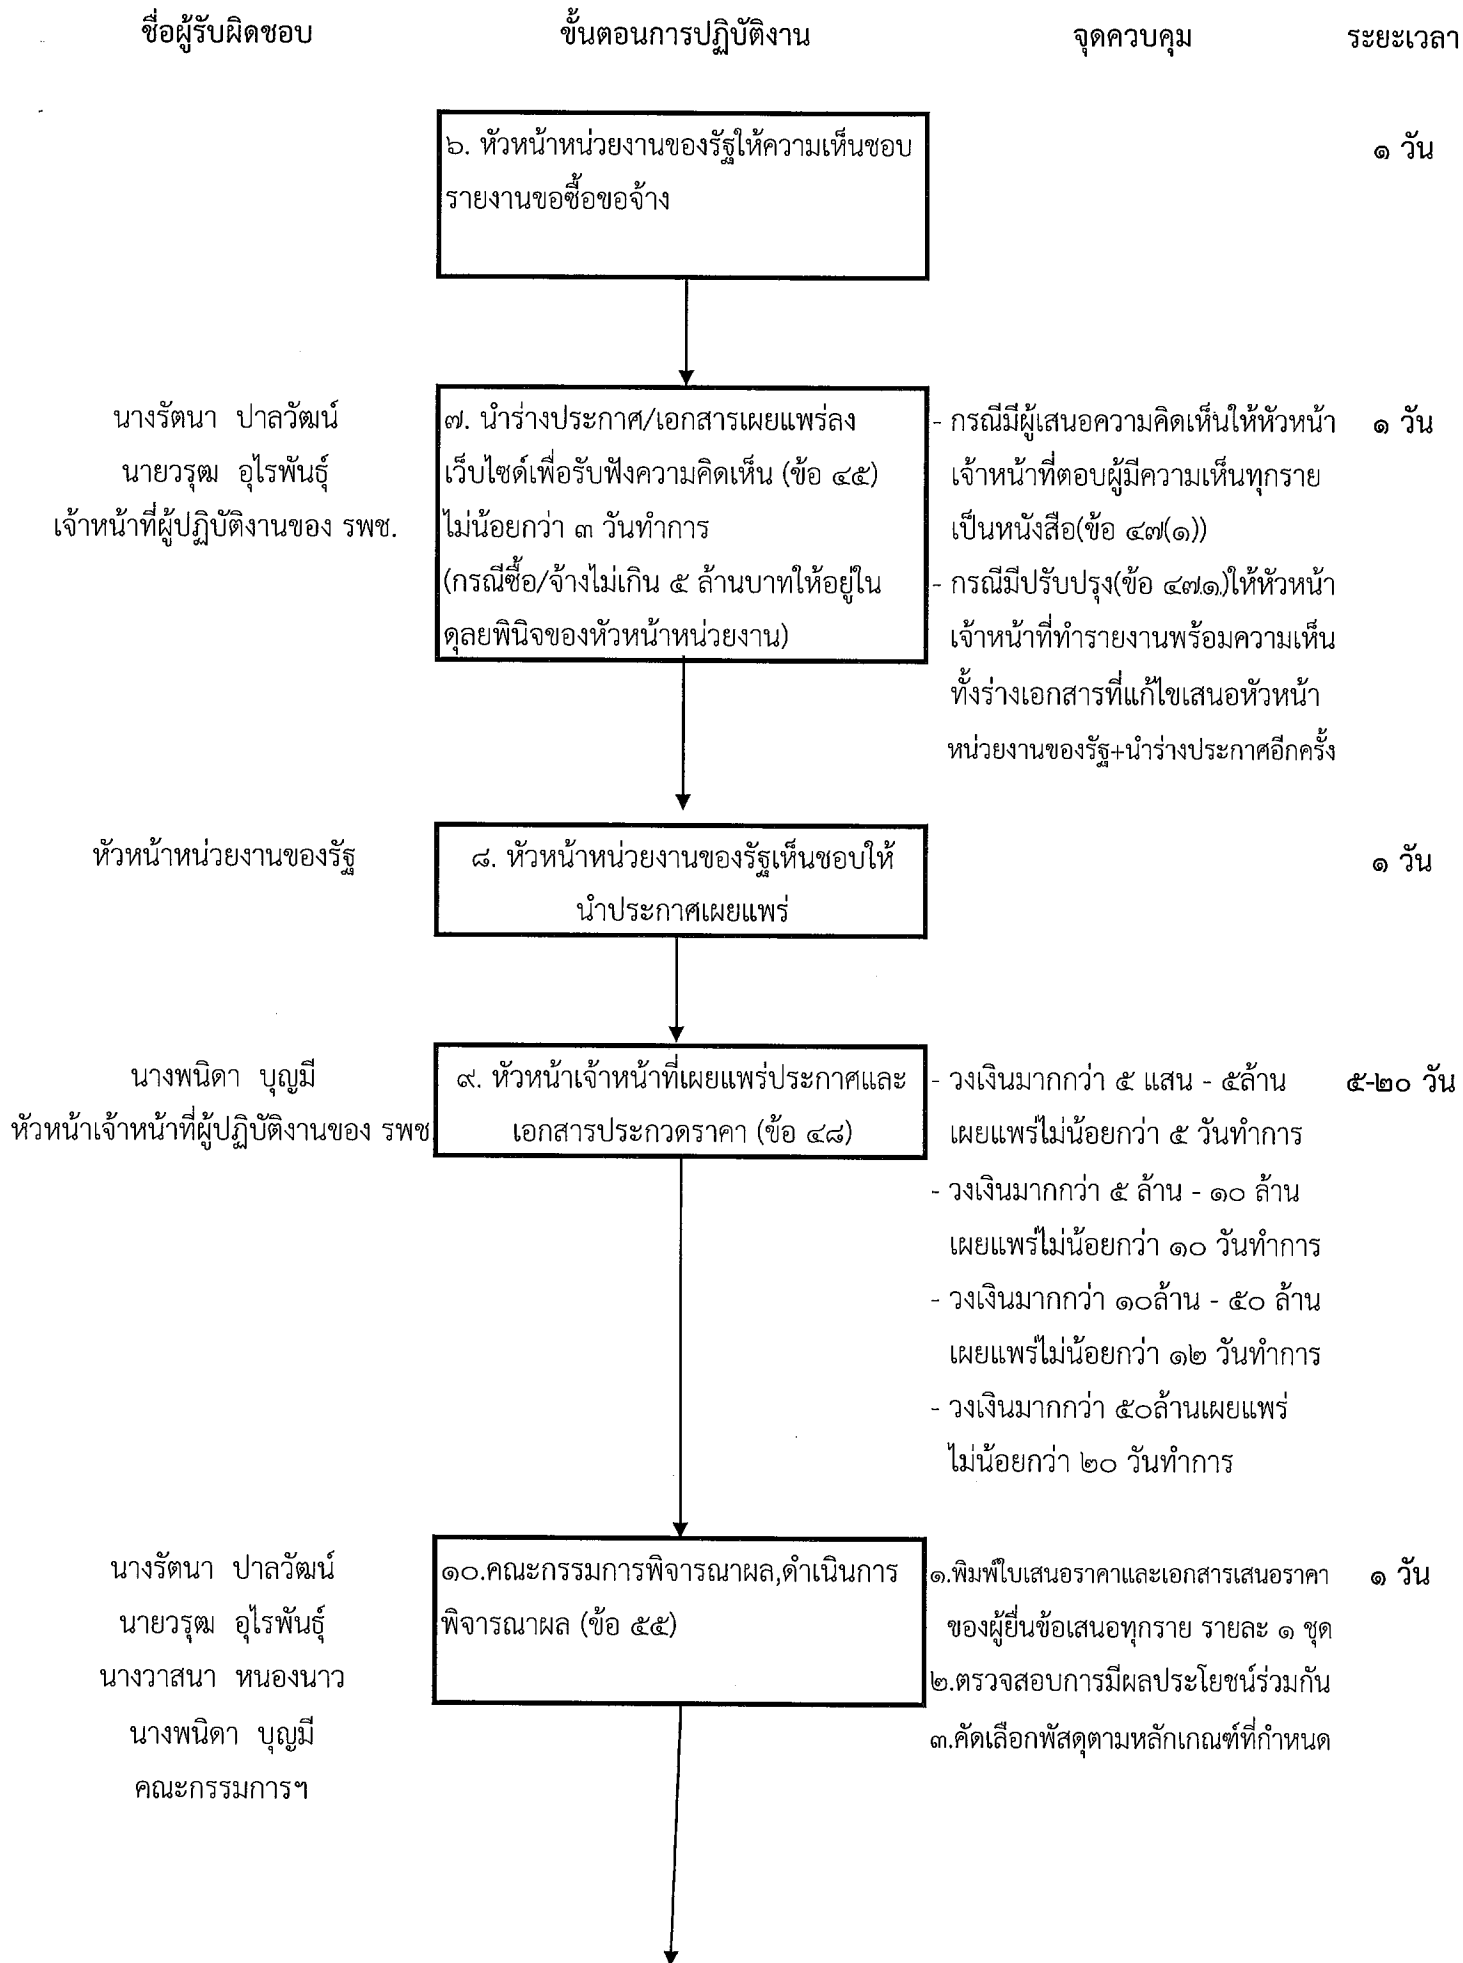 ชื่อผู้รับผิดชอบ ขั้นตอนการปฏิบัติงาน จุดควบคุม ระยะเวลา
๖. หัวหน้าหน่วยงานของรัฐให้ความเห็นชอบ
รายงานขอซื้อขอจ้าง
๑ วัน
นางรัตนา ปาลวัฒน์
นายวรุฒ อุไรพันธุ์
เจ้าหน้าที่ผู้ปฏิบัติงานของ รพช.
๗. นำร่างประกาศ/เอกสารเผยแพร่ลง
เว็บไซด์เพื่อรับฟังความคิดเห็น (ข้อ ๔๕)
ไม่น้อยกว่า ๓ วันทำการ
(กรณีซื้อ/จ้างไม่เกิน ๕ ล้านบาทให้อยู่ใน
ดุลยพินิจของหัวหน้าหน่วยงาน)
- กรณีมีผู้เสนอความคิดเห็นให้หัวหน้า
เจ้าหน้าที่ตอบผู้มีความเห็นทุกราย
เป็นหนังสือ(ข้อ ๔๗(๑))
- กรณีมีปรับปรุง(ข้อ ๔๗.๑)ให้หัวหน้า
เจ้าหน้าที่ทำรายงานพร้อมความเห็น
ทั้งร่างเอกสารที่แก้ไขเสนอหัวหน้า
หน่วยงานของรัฐ+นำร่างประกาศอีกครั้ง
๑ วัน
หัวหน้าหน่วยงานของรัฐ
๘. หัวหน้าหน่วยงานของรัฐเห็นชอบให้
นำประกาศเผยแพร่
๑ วัน
นางพนิดา บุญมี
หัวหน้าเจ้าหน้าที่ผู้ปฏิบัติงานของ รพช.
๙. หัวหน้าเจ้าหน้าที่เผยแพร่ประกาศและ
เอกสารประกวดราคา (ข้อ ๔๘)
- วงเงินมากกว่า ๕ แสน - ๕ล้าน
เผยแพร่ไม่น้อยกว่า ๕ วันทำการ
- วงเงินมากกว่า ๕ ล้าน - ๑๐ ล้าน
เผยแพร่ไม่น้อยกว่า ๑๐ วันทำการ
- วงเงินมากกว่า ๑๐ล้าน - ๕๐ ล้าน
เผยแพร่ไม่น้อยกว่า ๑๒ วันทำการ
- วงเงินมากกว่า ๕๐ล้านเผยแพร่
ไม่น้อยกว่า ๒๐ วันทำการ
๕-๒๐ วัน
นางรัตนา ปาลวัฒน์
นายวรุฒ อุไรพันธุ์
นางวาสนา หนองนาว
นางพนิดา บุญมี
คณะกรรมการฯ
๑๐.คณะกรรมการพิจารณาผล,ดำเนินการ
พิจารณาผล (ข้อ ๕๕)
๑.พิมพ์ใบเสนอราคาและเอกสารเสนอราคา
ของผู้ยื่นข้อเสนอทุกราย รายละ ๑ ชุด
๒.ตรวจสอบการมีผลประโยชน์ร่วมกัน
๓.คัดเลือกพัสดุตามหลักเกณฑ์ที่กำหนด
๑ วัน